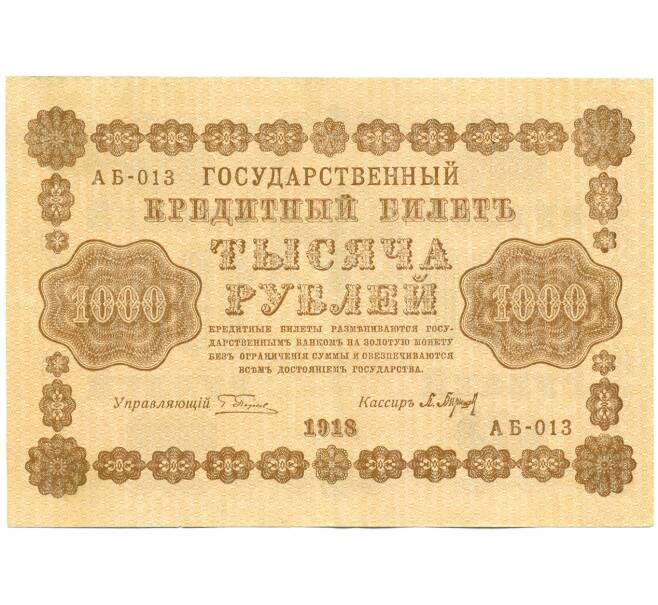 АБ-013 ГОСУДАРСТВЕННЫЙ
КРЕДИТНЫЙ БИЛЕТЪ
ТЫСЯЧА
РУБЛЕЙ
1000 1000
КРЕДИТНЫЕ БИЛЕТЫ РАЗМѢНИВАЮТСЯ ГОСУ-
ДАРСТВЕННЫМЪ БАНКОМЪ НА ЗОЛОТУЮ МОНЕТУ
БЕЗЪ ОГРАНИЧЕНІЯ СУММЫ И ОБЕЗПЕЧИВАЮТСЯ
ВСѢМЪ ДОСТОЯНІЕМЪ ГОСУДАРСТВА.
Управляющій Кассиръ
1918 АБ-013